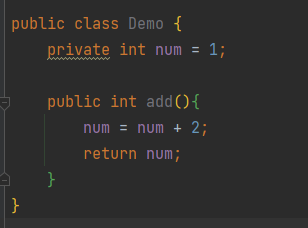 public class Demo {
private int num = 1;
public int add(){
num = num + 2;
return num;
}
}